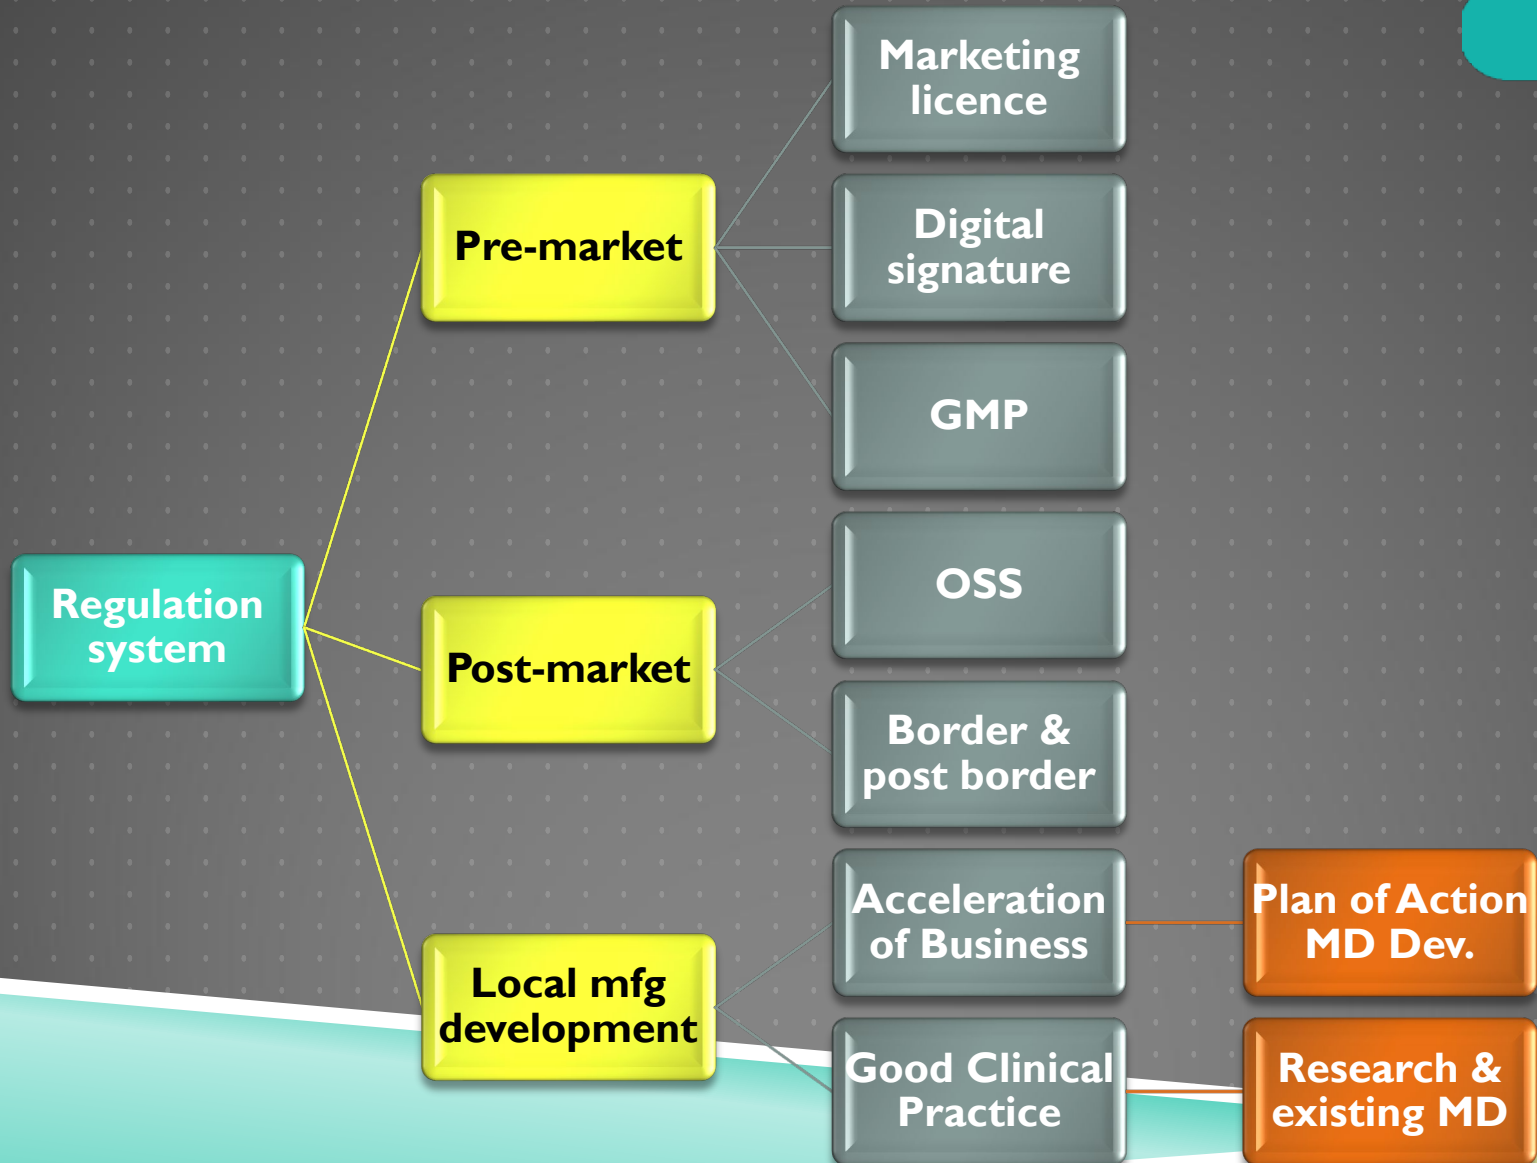 Marketing
licence
Pre-market
Digital
signature
GMP
Regulation
system
Post-market
OSS
Border &
post border
Local mfg
development
Acceleration
of Business
Plan of Action
MD Dev.
Good Clinical
Practice
Research &
existing MD